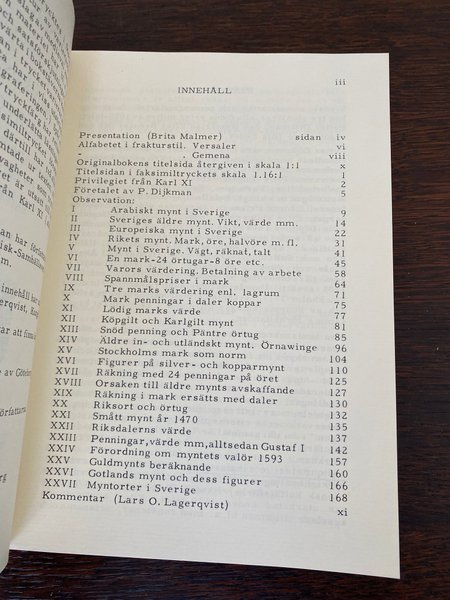 iii
INNEHÅLL
Presentation (Brita Malmer) sidan iv
Alfabetet i frakturstil. Versaler vi
- . Gemena viii
Originalbokens titelsida återgiven i skala 1:1 x
Titelsidan i faksimiltryckets skala 1.16:1 1
Privilegiet från Karl XI 2
Företalet av P. Dijkman 5
Observation:
I Arabiskt mynt i Sverige 9
II Sveriges äldre mynt. Vikt, värde mm. 14
III Europeiska mynt i Sverige 22
IV Rikets mynt. Mark, öre, halvöre m. fl. 31
V Mynt i Sverige. Vägt, räknat, talt 41
VI En mark-24 örtugar-8 öre etc. 45
VII Varors värdering. Betalning av arbete 58
VIII Spannmålspriser i mark
IX Tre marks värdering enl. lagrum 71
X Mark penningar i daler koppar 75
XI Lödig marks värde 77
XII Köpgilt och Karlgilt mynt 81
XIII Snöd penning och Päntre örtug 85
XIV Äldre in- och utländskt mynt. Örnawinge 96
XV Stockholms mark som norm 104
XVI Figurer på silver- och kopparmynt 110
XVII Räkning med 24 penningar på öret 125
XVIII Orsaken till äldre mynts avskaffande 127
XIX Räkning i mark ersätts med daler 130
XX Riksort och örtug 132
XXI Smått mynt år 1470 135
XXII Riksdalerns värde 137
XXIII Penningar, värde mm, alltsedan Gustaf I 142
XXIV Förordning om myntets valör 1593 157
XXV Guldmynts beräknande 160
XXVI Gotlands mynt och dess figurer 166
XXVII Myntorter i Sverige 168
Kommentar (Lars O. Lagerqvist) xi